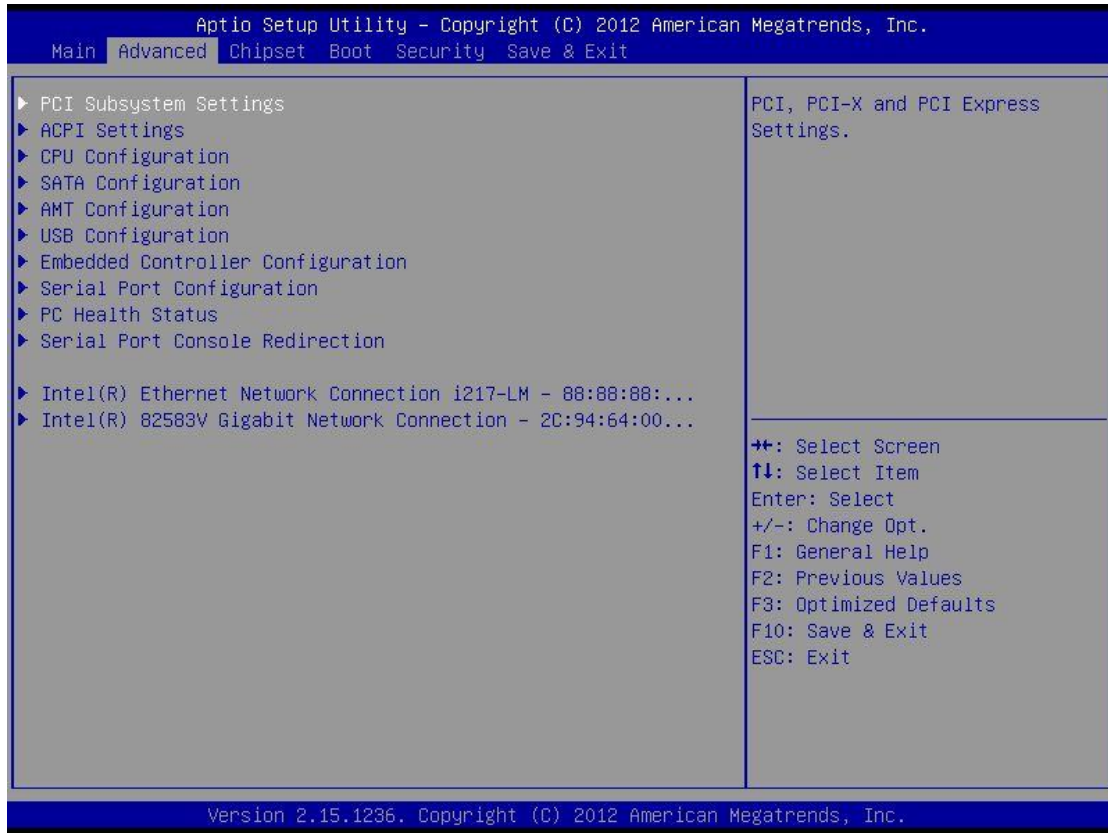 Aptio Setup Utility – Copyright (C) 2012 American Megatrends, Inc.
Main Advanced Chipset Boot Security Save & Exit
▶ PCI Subsystem Settings
▶ ACPI Settings
▶ CPU Configuration
▶ SATA Configuration
▶ AMT Configuration
▶ USB Configuration
▶ Embedded Controller Configuration
▶ Serial Port Configuration
▶ PC Health Status
▶ Serial Port Console Redirection
▶ Intel(R) Ethernet Network Connection i217-LM – 88:88:88:...
▶ Intel(R) 82583V Gigabit Network Connection – 2C:94:64:00...
PCI, PCI-X and PCI Express
Settings.
→←: Select Screen
↑↓: Select Item
Enter: Select
+/-: Change Opt.
F1: General Help
F2: Previous Values
F3: Optimized Defaults
F10: Save & Exit
ESC: Exit
Version 2.15.1236. Copyright (C) 2012 American Megatrends, Inc.